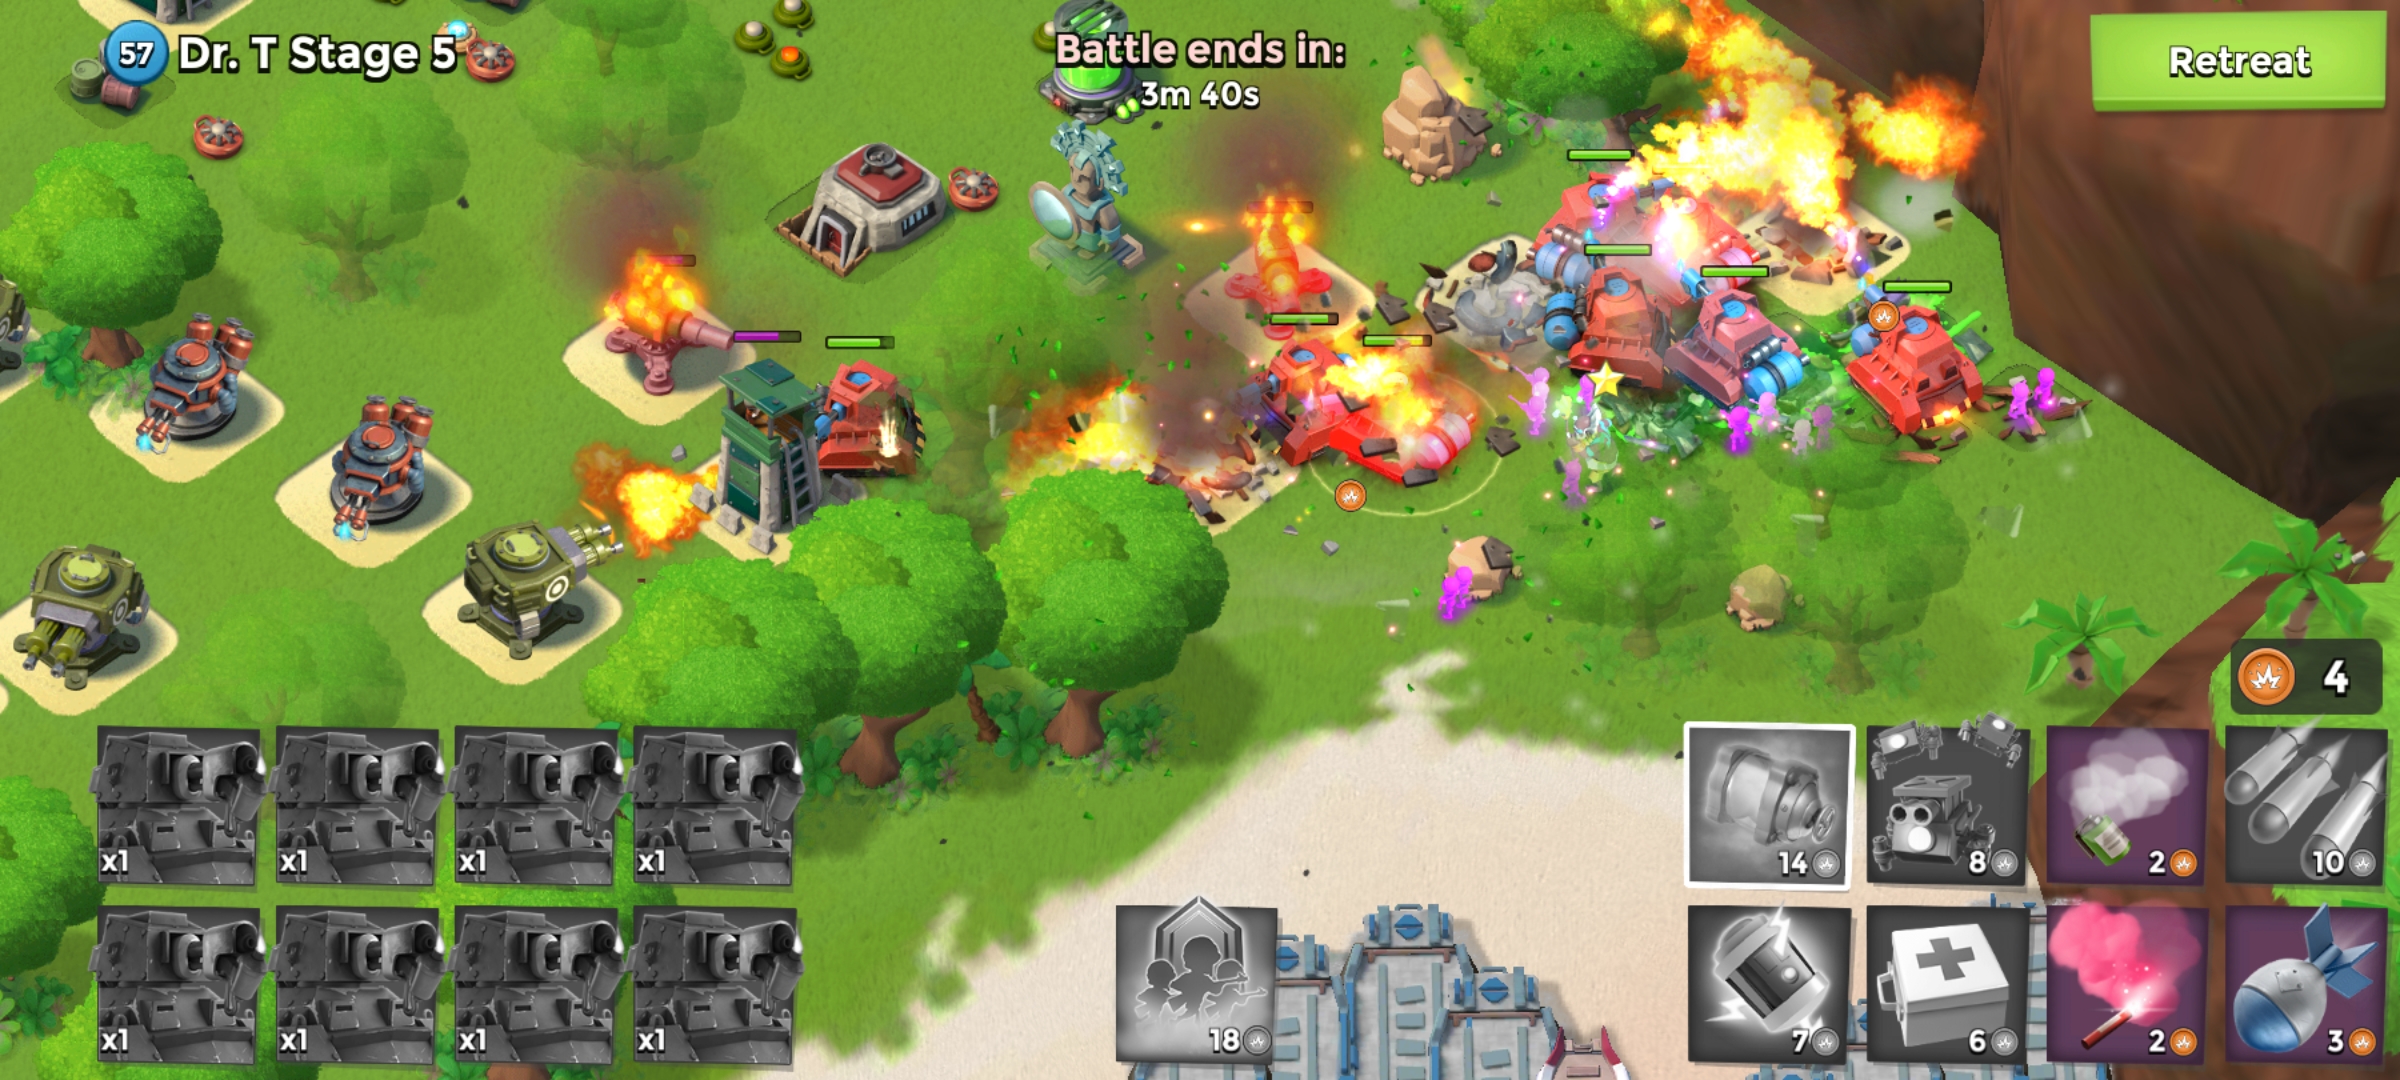 57 Dr. T Stage 5
Battle ends in:
3m 40s
Retreat
4
x1 x1 x1 x1
14 8 2 10
x1 x1 x1 x1
18 7 6 2 3